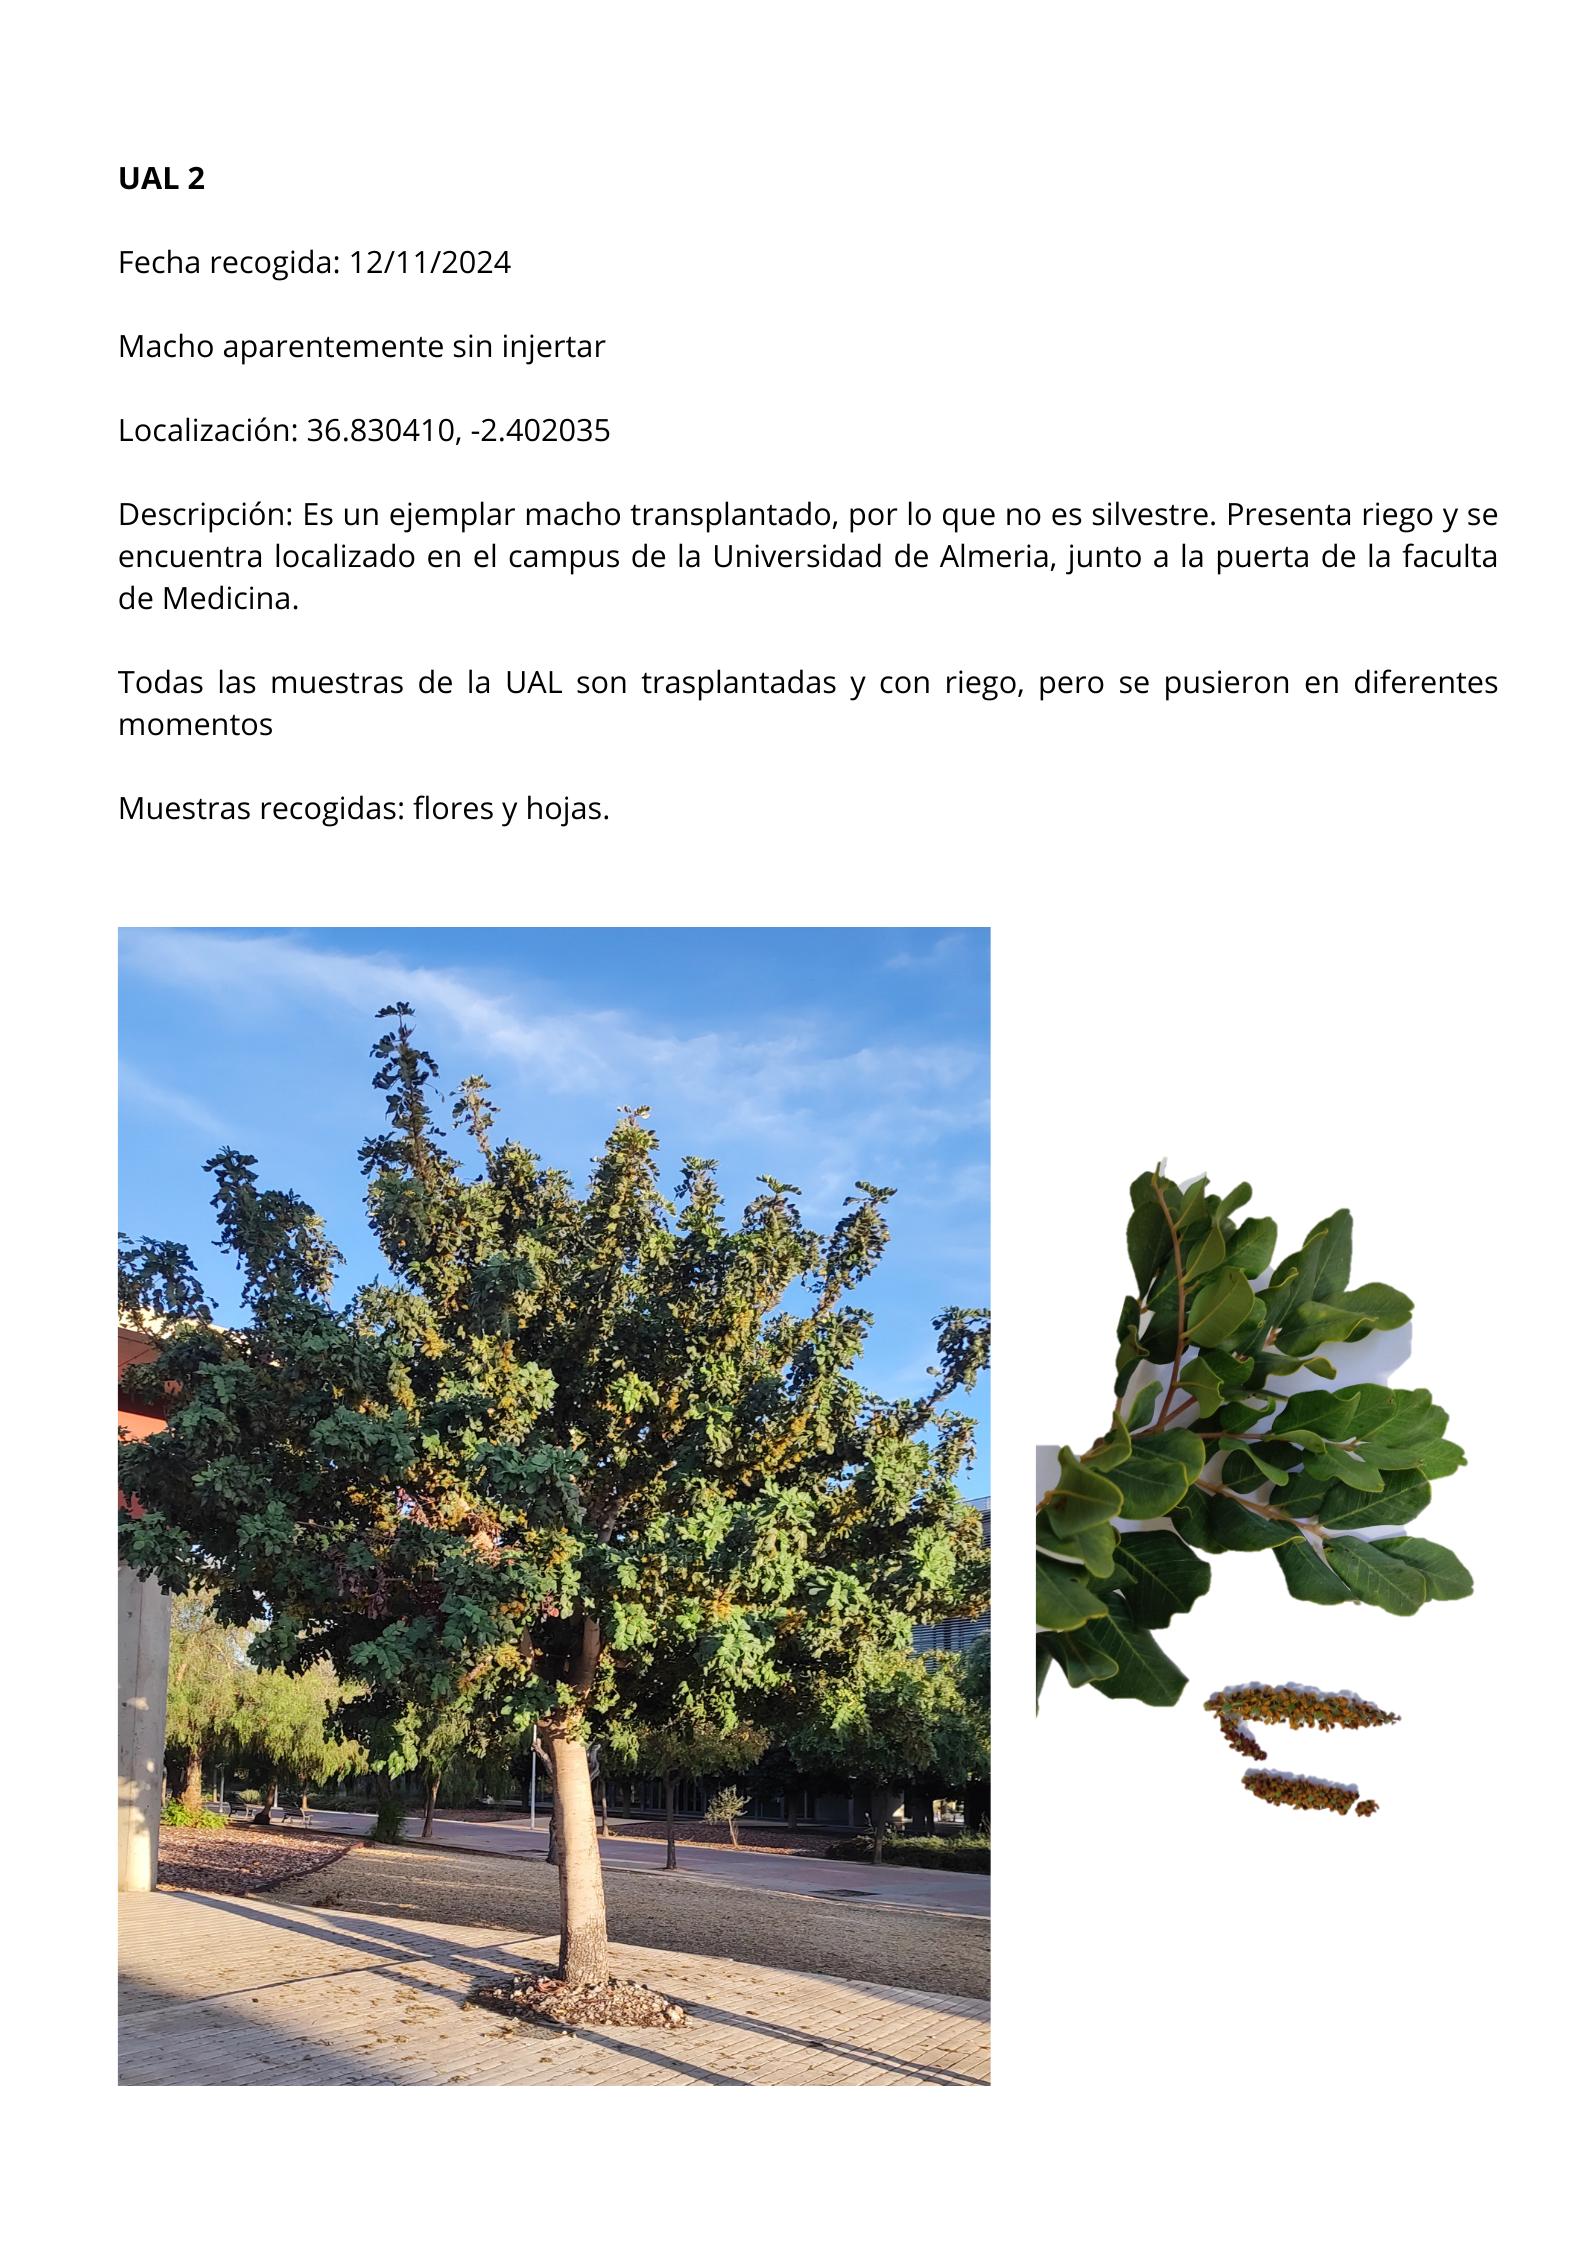 UAL 2
Fecha recogida: 12/11/2024
Macho aparentemente sin injertar
Localización: 36.830410, -2.402035
Descripción: Es un ejemplar macho transplantado, por lo que no es silvestre. Presenta riego y se
encuentra localizado en el campus de la Universidad de Almeria, junto a la puerta de la faculta
de Medicina.
Todas las muestras de la UAL son trasplantadas y con riego, pero se pusieron en diferentes
momentos
Muestras recogidas: flores y hojas.